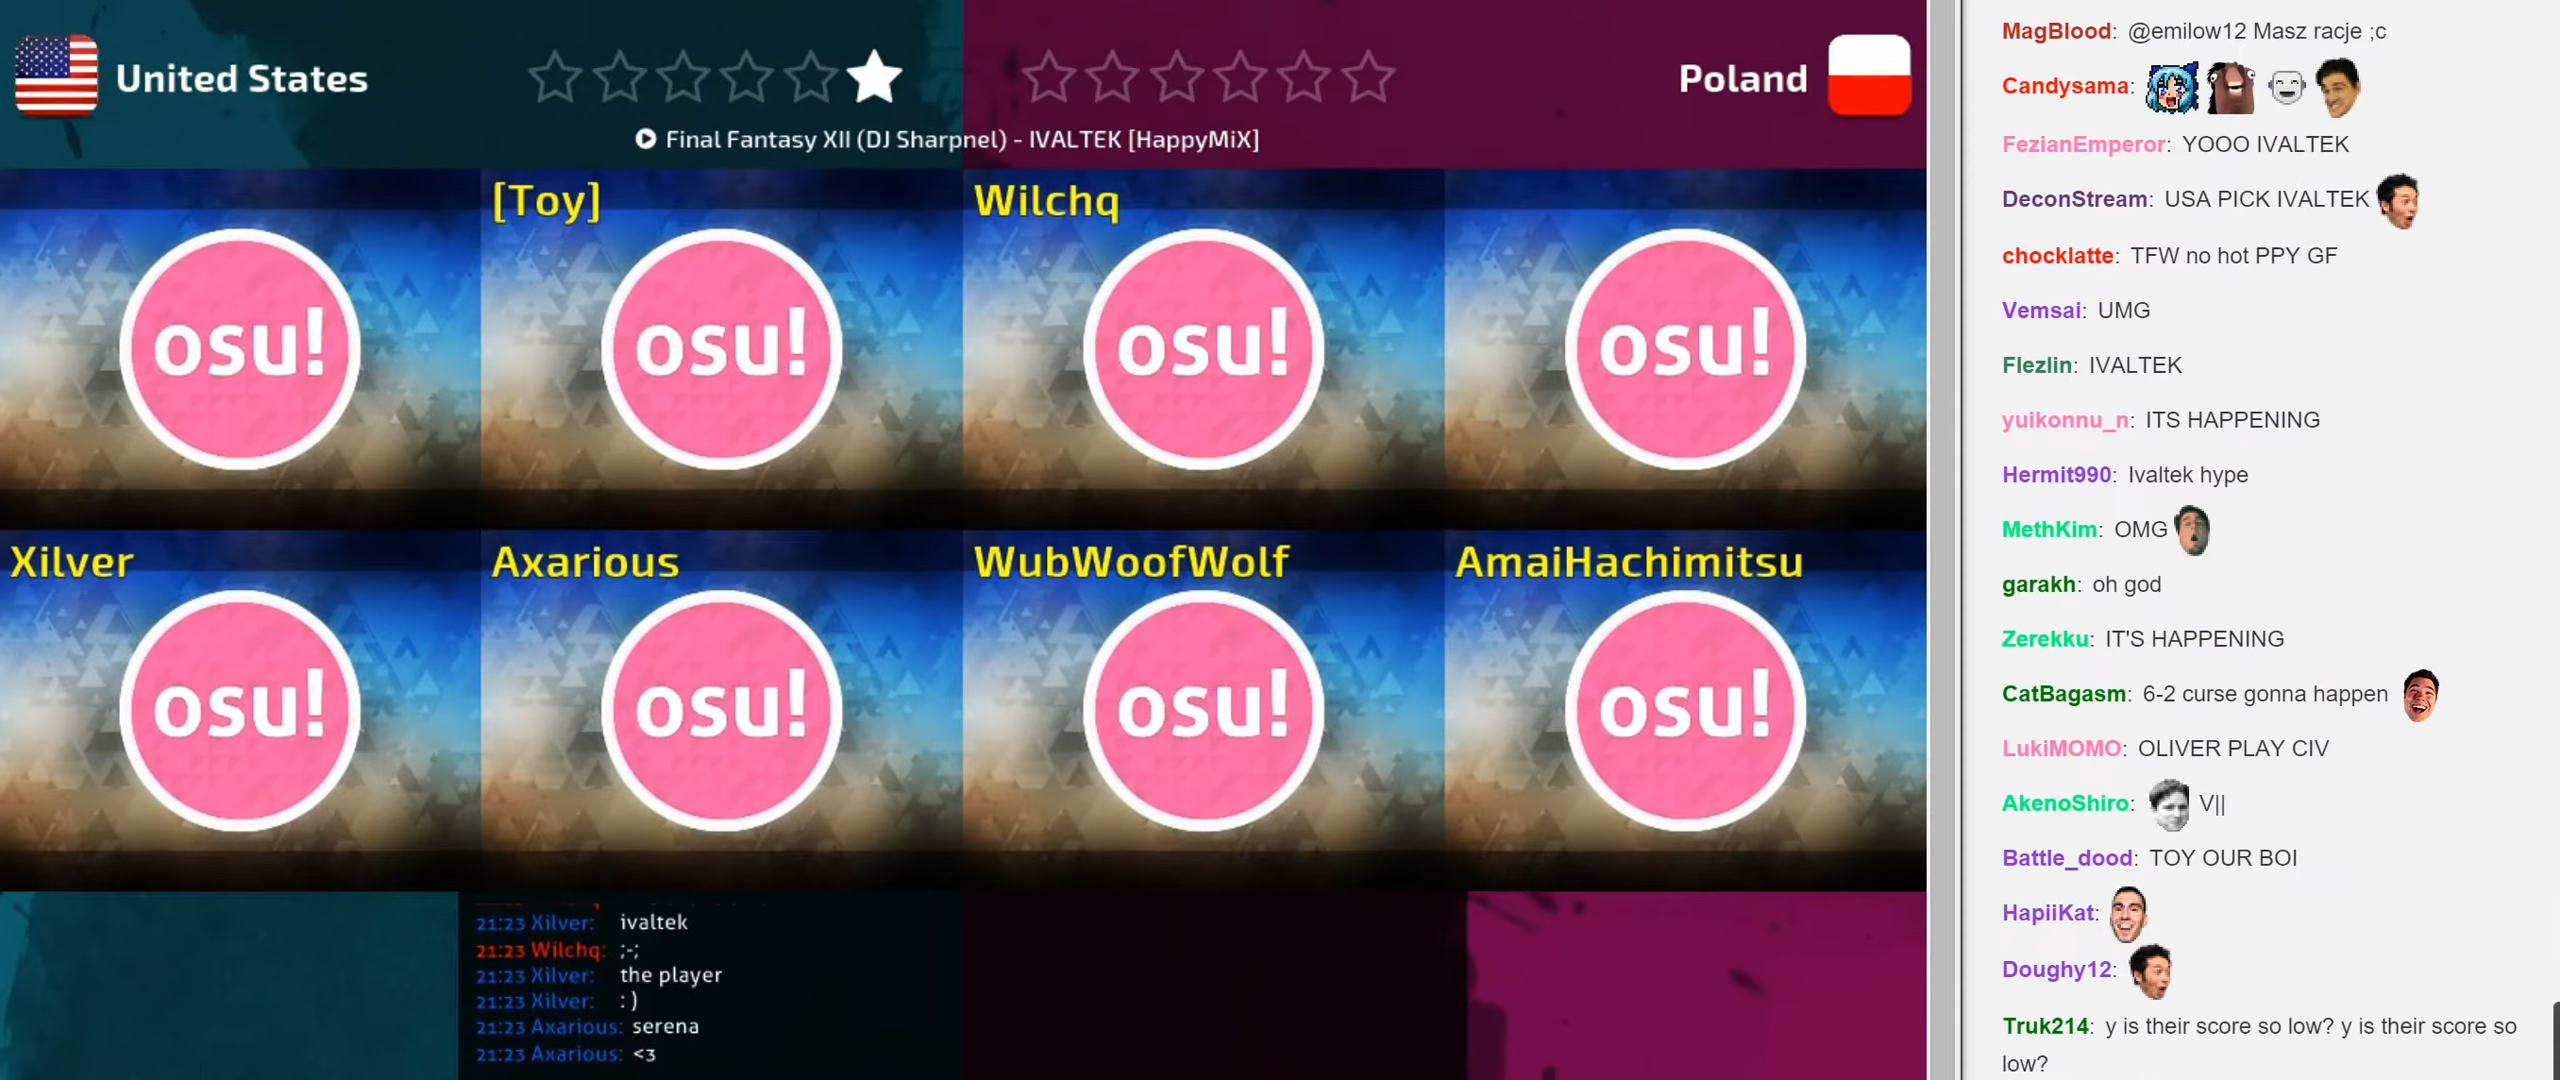 United States
Poland
Final Fantasy XII (DJ Sharpnel) - IVALTEK [HappyMiX]
[Toy]
Wilchq
osu!
osu!
osu!
osu!
Xilver
Axarious
WubWoofWolf
AmaiHachimitsu
osu!
osu!
osu!
osu!
21:23 Xilver: ivaltek
21:23 Wilchq: ;-;
21:23 Xilver: the player
21:23 Xilver: :)
21:23 Axarious: serena
21:23 Axarious: <3
MagBlood: @emilow12 Masz racje ;c
Candysama:
FezianEmperor: YOOO IVALTEK
DeconStream: USA PICK IVALTEK
chocklatte: TFW no hot PPY GF
Vemsai: UMG
Flezlin: IVALTEK
yuikonnu_n: ITS HAPPENING
Hermit990: Ivaltek hype
MethKim: OMG
garakh: oh god
Zerekku: IT'S HAPPENING
CatBagasm: 6-2 curse gonna happen
LukiMOMO: OLIVER PLAY CIV
AkenoShiro: V||
Battle_dood: TOY OUR BOI
HapiiKat:
Doughy12:
Truk214: y is their score so low? y is their score so
low?